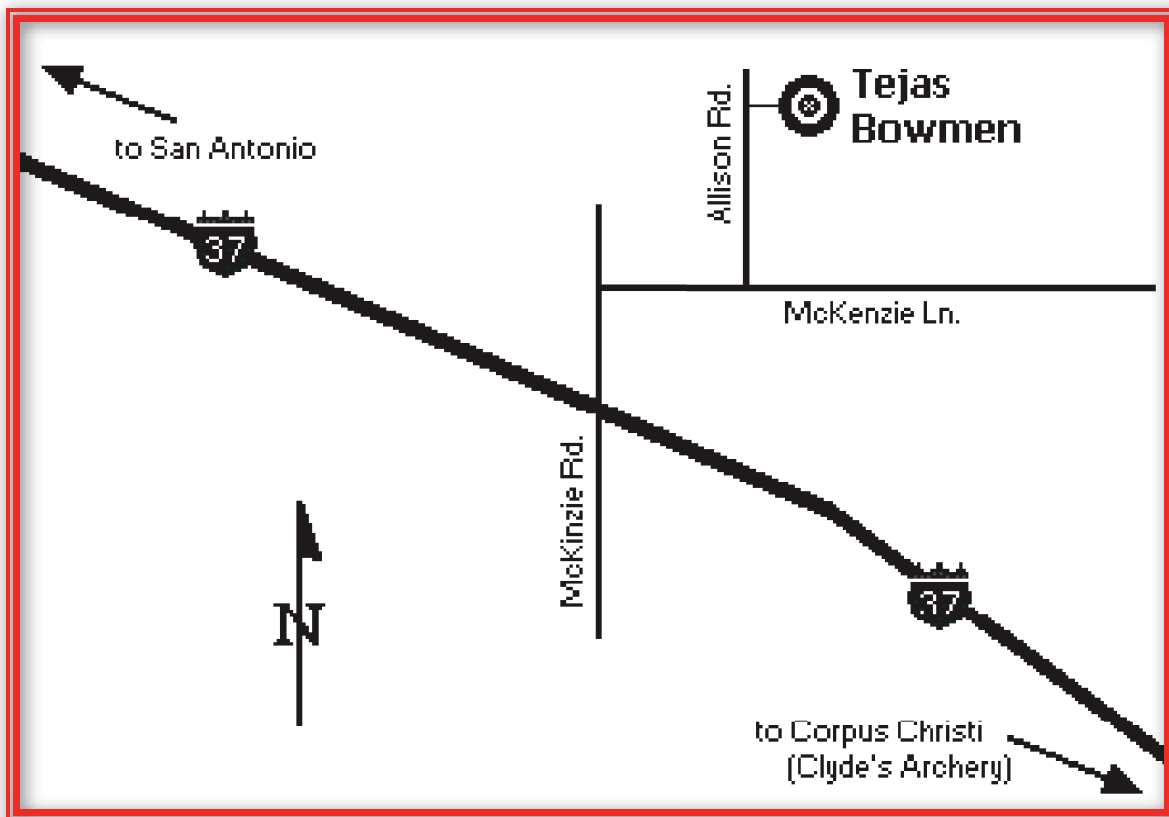 Tejas
Bowmen
Allison Rd.
to San Antonio
37
McKenzie Ln.
McKinzie Rd.
37
N
to Corpus Christi
(Clyde's Archery)